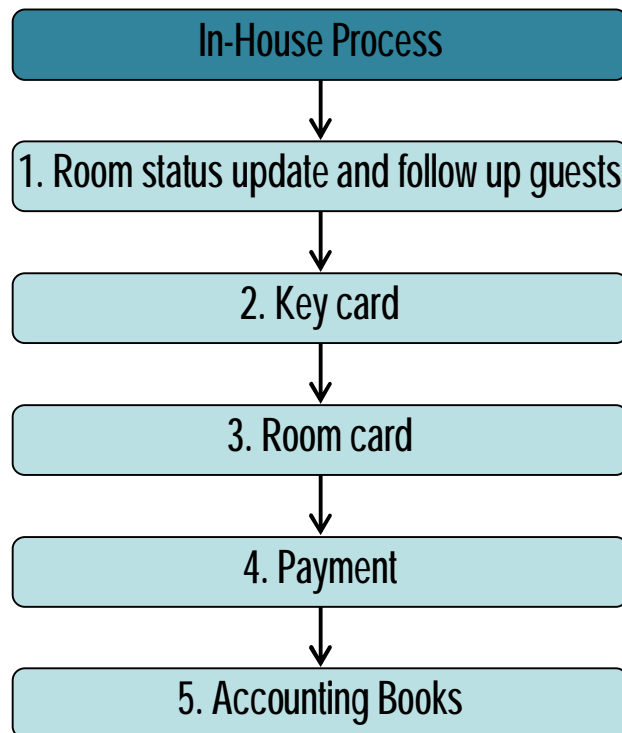 In-House Process
1. Room status update and follow up guests
2. Key card
3. Room card
4. Payment
5. Accounting Books